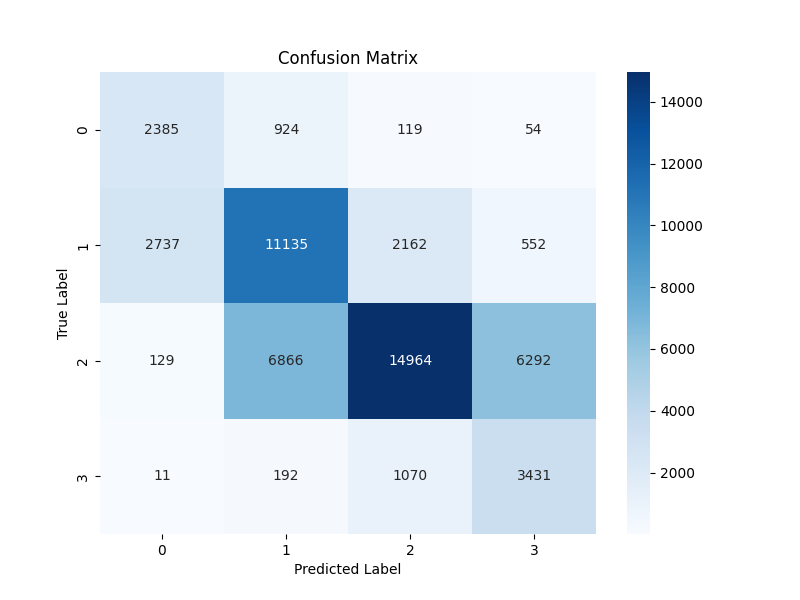 Confusion Matrix
0 2385 924 119 54
1 2737 11135 2162 552
2 129 6866 14964 6292
3 11 192 1070 3431
0 1 2 3
Predicted Label
True Label
14000
12000
10000
8000
6000
4000
2000